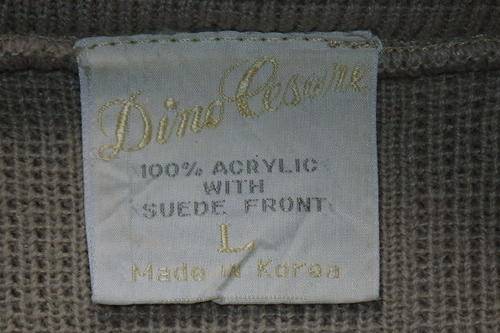 Dino Cesare
100% ACRYLIC
WITH
SUEDE FRONT
L
Made in Korea